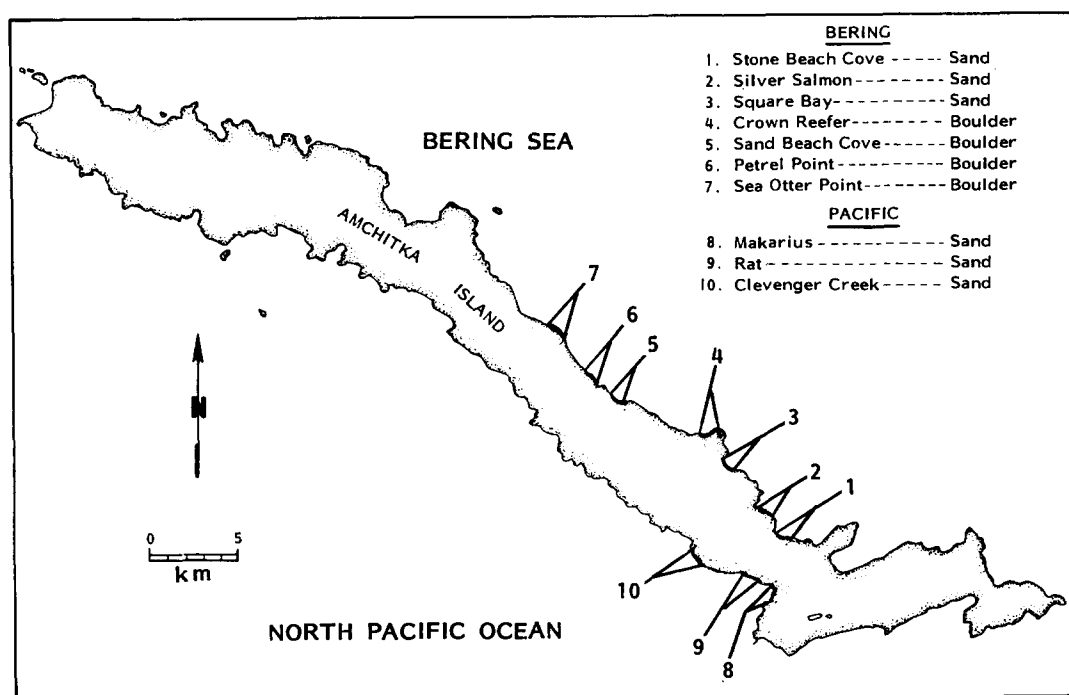 BERING
1. Stone Beach Cove ----- Sand
2. Silver Salmon-------- Sand
3. Square Bay---------- Sand
4. Crown Reefer-------- Boulder
5. Sand Beach Cove----- Boulder
6. Petrel Point--------- Boulder
7. Sea Otter Point------- Boulder
PACIFIC
8. Makarius ----------- Sand
9. Rat---------------- Sand
10. Clevenger Creek----- Sand
BERING SEA
AMCHITKA
ISLAND
7
6
5
4
3
2
1
N
0 5
km
10
9
8
NORTH PACIFIC OCEAN